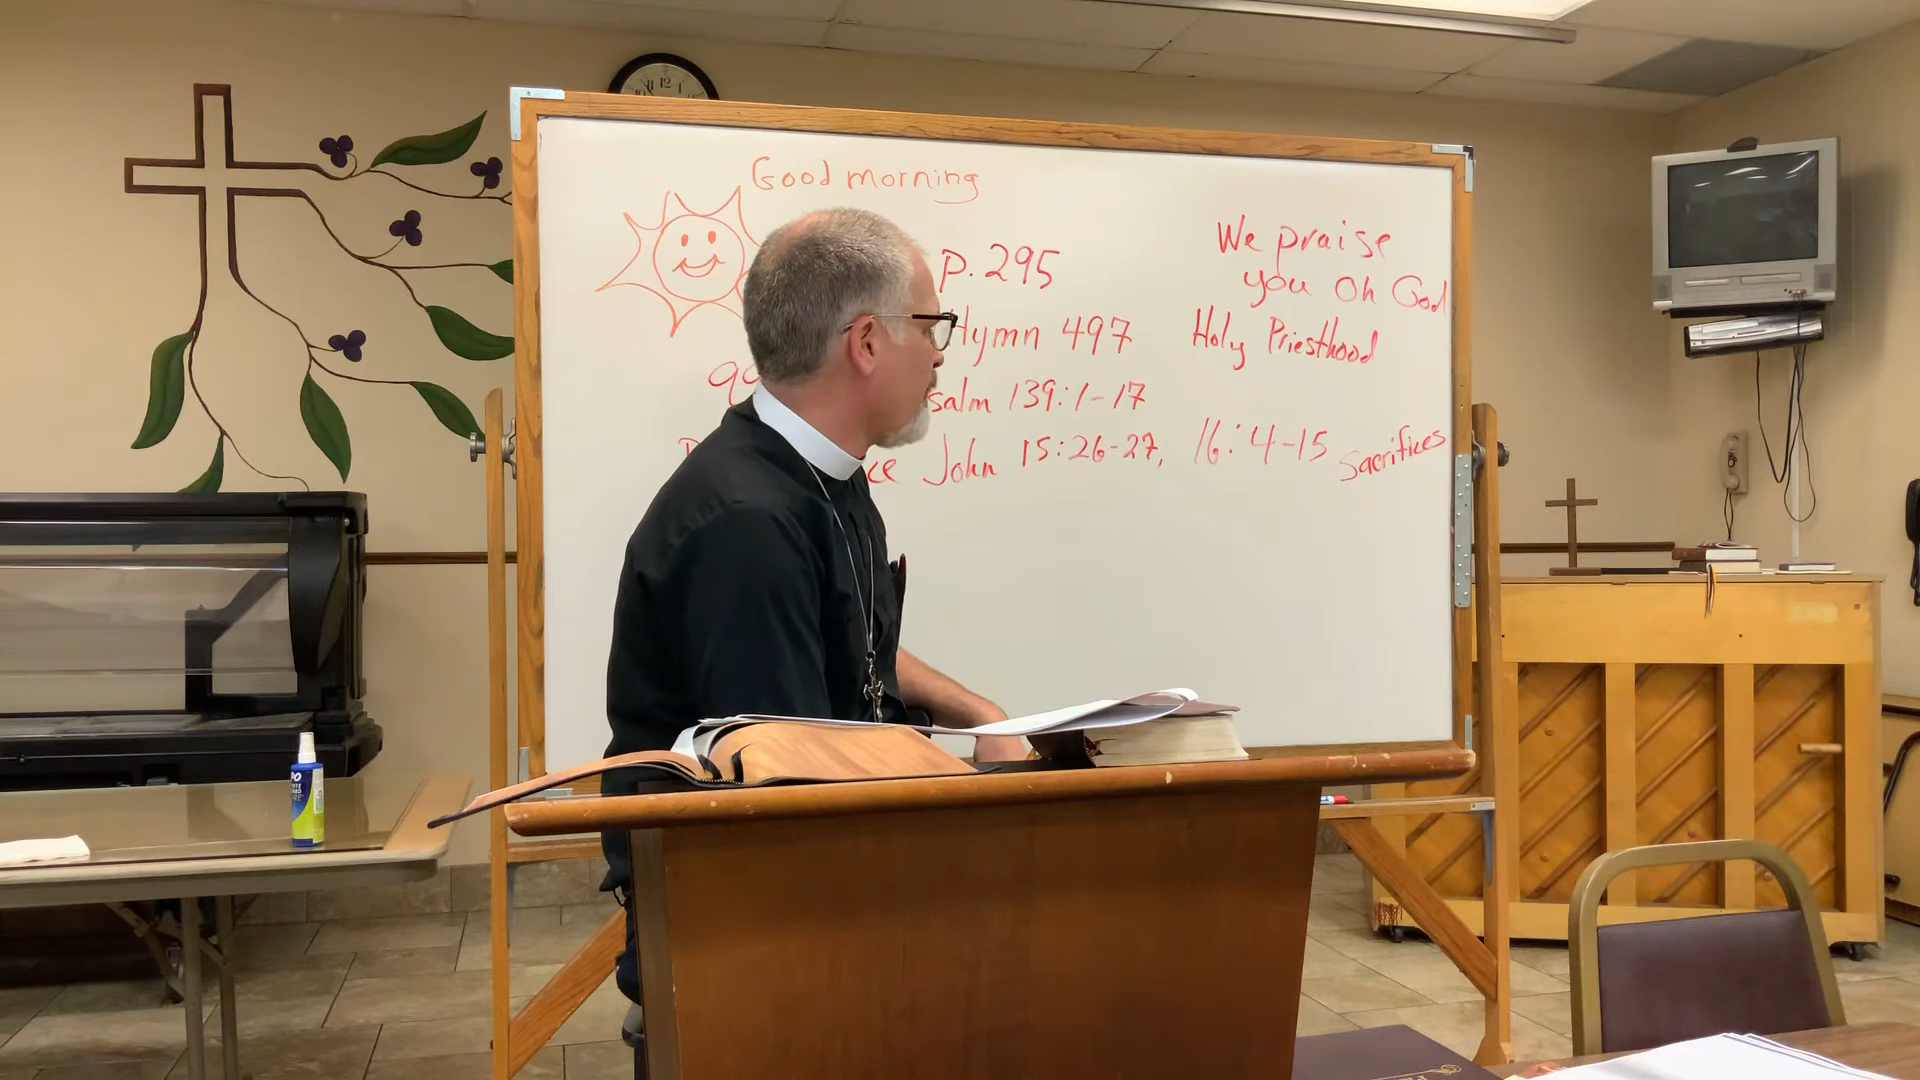 Good morning
p. 295
We praise
you Oh God
Hymn 497
Holy Priesthood
salm 139:1-17
John 15:26-27, 16:4-15 Sacrifices
12